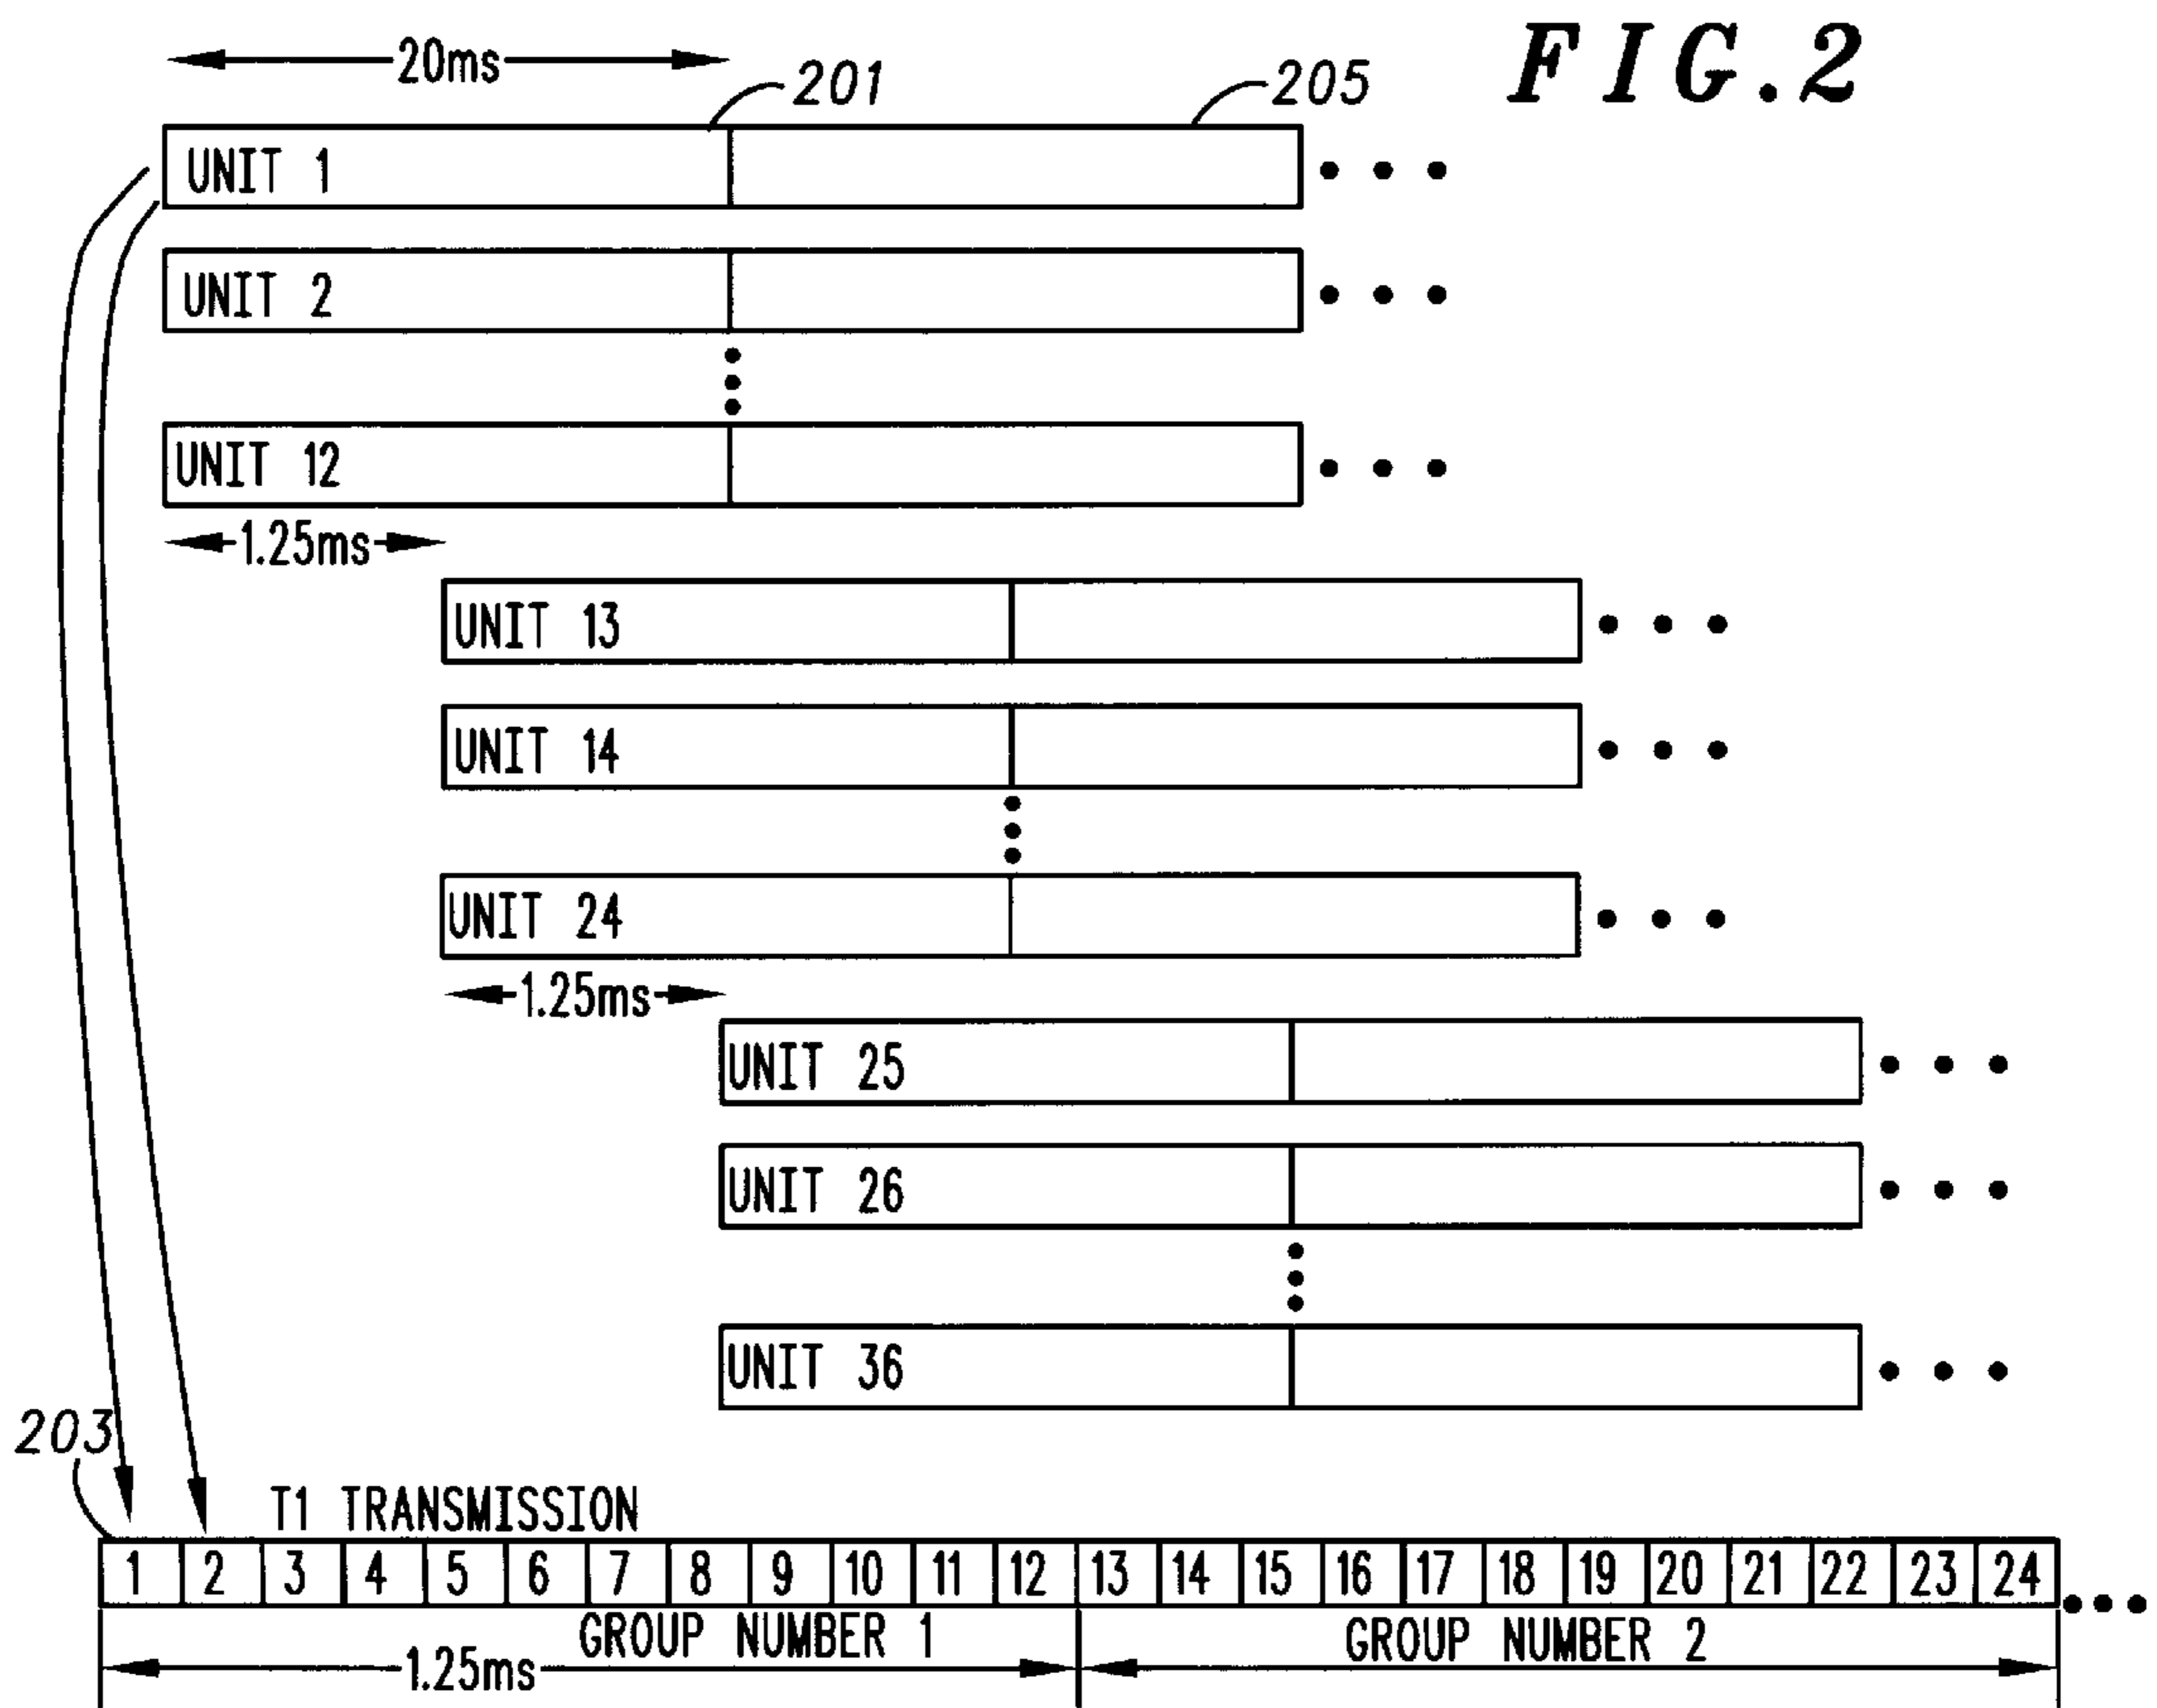 FIG.2
20ms
201
205
UNIT 1
UNIT 2
UNIT 12
1.25ms
UNIT 13
UNIT 14
UNIT 24
1.25ms
UNIT 25
UNIT 26
UNIT 36
203
T1 TRANSMISSION
1 2 3 4 5 6 7 8 9 10 11 12 13 14 15 16 17 18 19 20 21 22 23 24
GROUP NUMBER 1 GROUP NUMBER 2
1.25ms